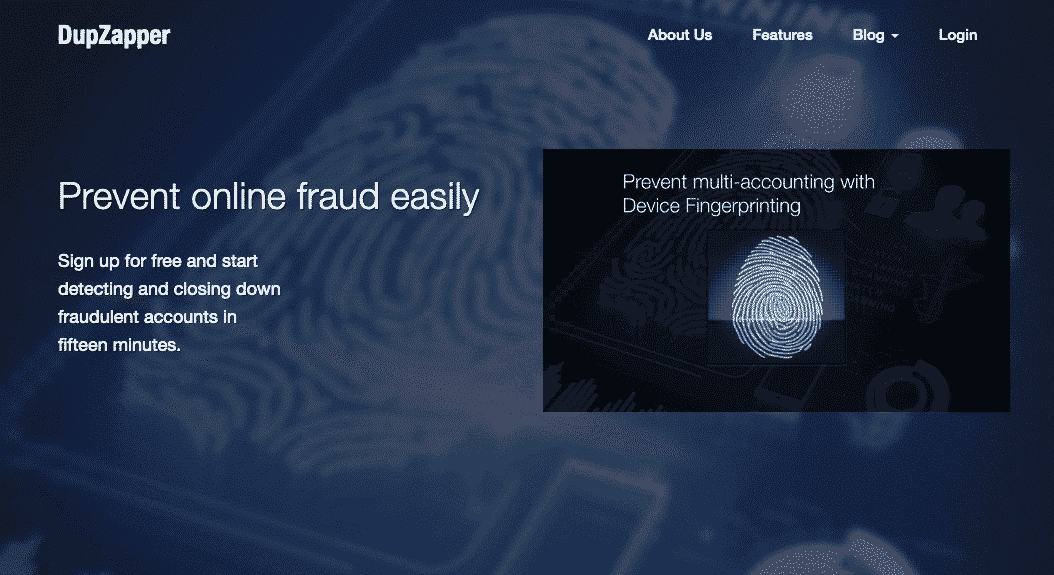 DupZapper
About Us
Features
Blog
Login
Prevent online fraud easily
Sign up for free and start
detecting and closing down
fraudulent accounts in
fifteen minutes.
Prevent multi-accounting with
Device Fingerprinting